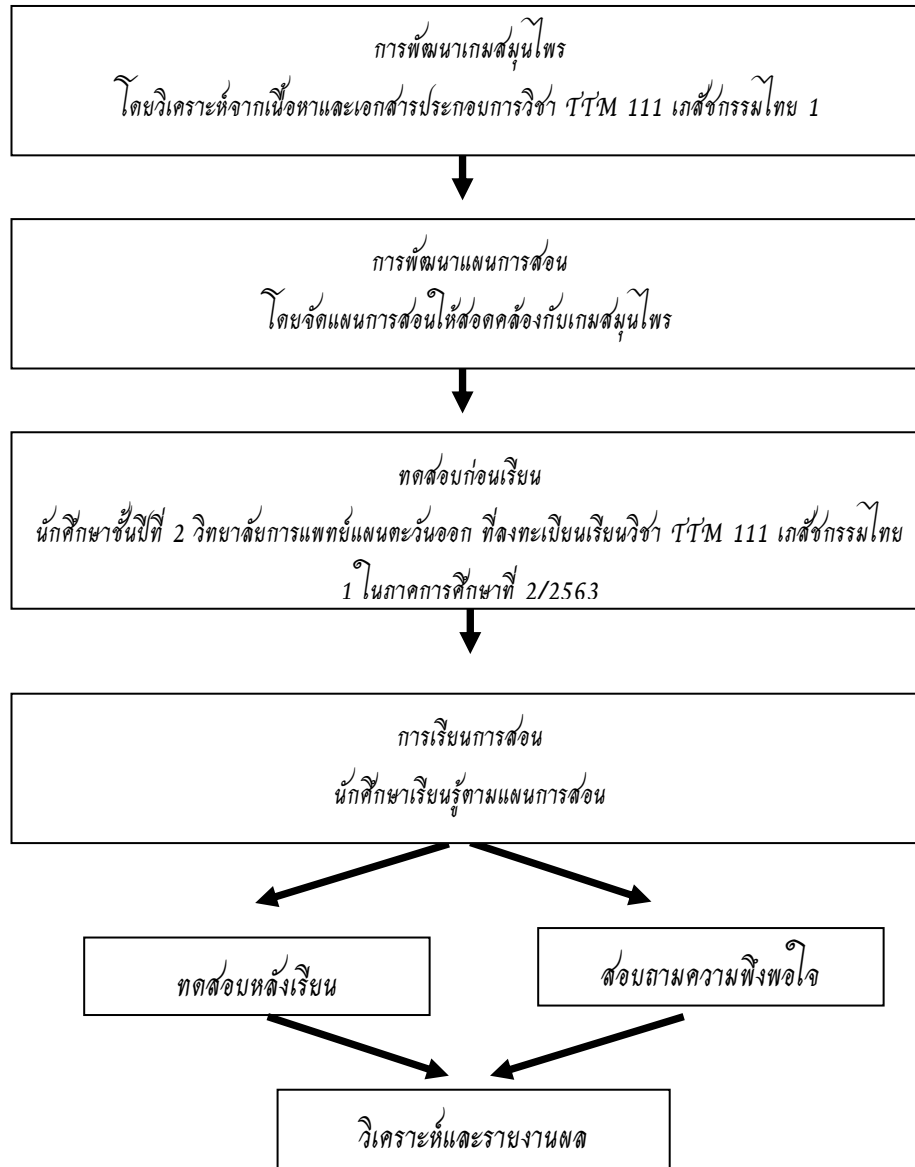 การพัฒนาเกมสมุนไพร
โดยวิเคราะห์จากเนื้อหาและเอกสารประกอบการวิชา TTM 111 เภสัชกรรมไทย 1
การพัฒนาแผนการสอน
โดยจัดแผนการสอนให้สอดคล้องกับเกมสมุนไพร
ทดสอบก่อนเรียน
นักศึกษาชั้นปีที่ 2 วิทยาลัยการแพทย์แผนตะวันออก ที่ลงทะเบียนเรียนวิชา TTM 111 เภสัชกรรมไทย
1 ในภาคการศึกษาที่ 2/2563
การเรียนการสอน
นักศึกษาเรียนรู้ตามแผนการสอน
ทดสอบหลังเรียน
สอบถามความพึงพอใจ
วิเคราะห์และรายงานผล